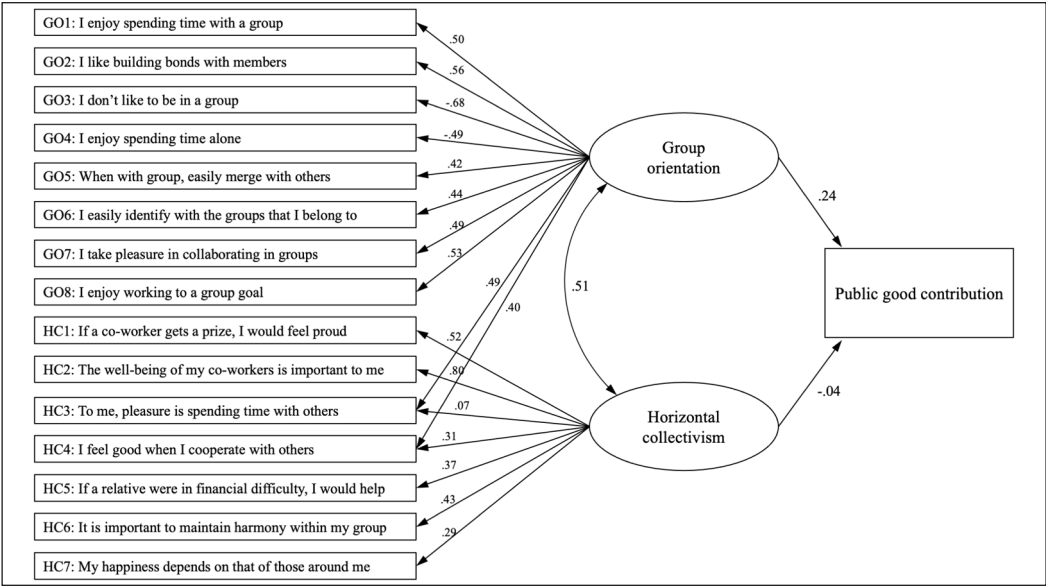 GO1: I enjoy spending time with a group
.50
GO2: I like building bonds with members
.56
GO3: I don't like to be in a group
-.68
GO4: I enjoy spending time alone
-.49
GO5: When with group, easily merge with others
.42
GO6: I easily identify with the groups that I belong to
.44
GO7: I take pleasure in collaborating in groups
.49
GO8: I enjoy working to a group goal
.53
.49
.40
HC1: If a co-worker gets a prize, I would feel proud
.52
HC2: The well-being of my co-workers is important to me
.80
HC3: To me, pleasure is spending time with others
.07
HC4: I feel good when I cooperate with others
.31
HC5: If a relative were in financial difficulty, I would help
.37
HC6: It is important to maintain harmony within my group
.43
HC7: My happiness depends on that of those around me
.29
Group
orientation
.51
Horizontal
collectivism
.24
Public good contribution
-.04